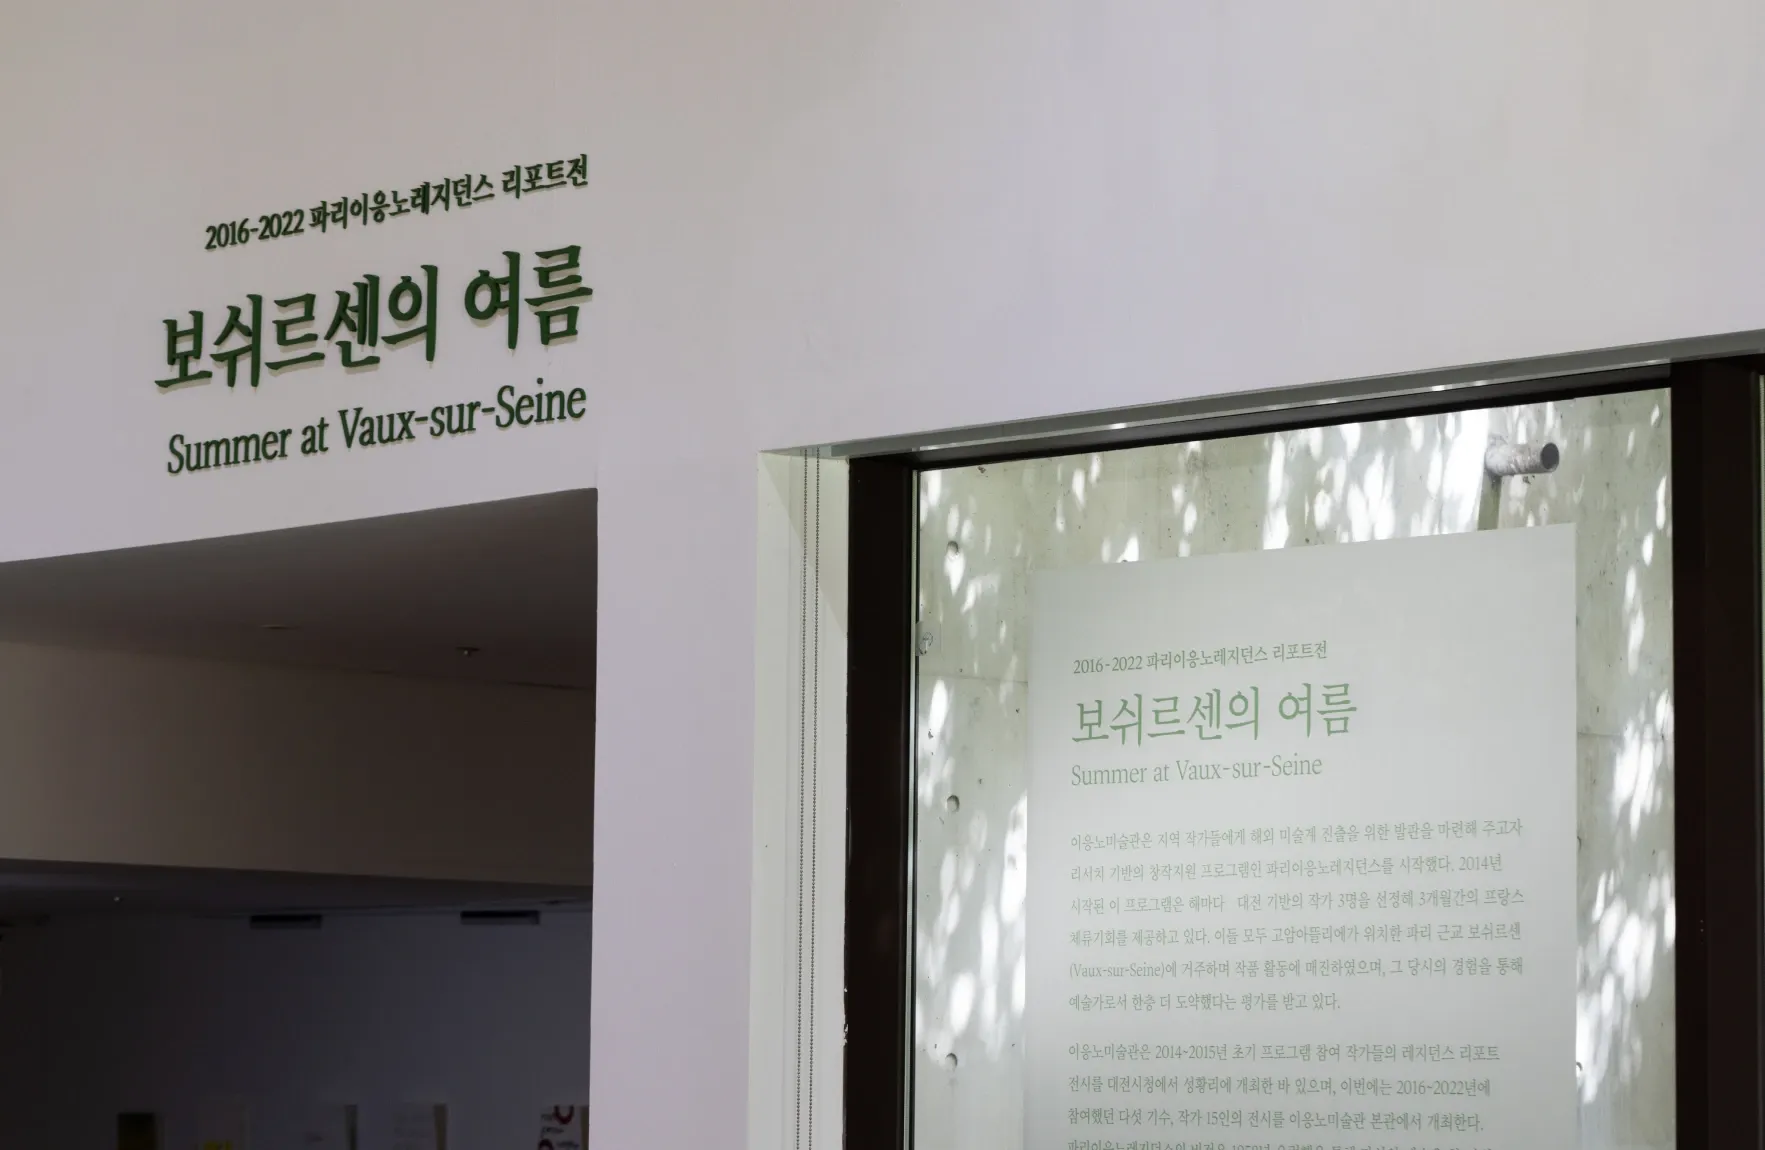 2016-2022 파리이응노레지던스 리포트전
보쉬르센의 여름
Summer at Vaux-sur-Seine
2016-2022 파리이응노레지던스 리포트전
보쉬르센의 여름
Summer at Vaux-sur-Seine
이응노미술관은 지역 작가들에게 해외 미술계 진출을 위한 발판을 마련해 주고자
리서치 기반의 창작지원 프로그램인 파리이응노레지던스를 시작했다. 2014년
시작된 이 프로그램은 해마다 대전 기반의 작가 3명을 선정해 3개월간의 프랑스
체류기회를 제공하고 있다. 이들 모두 고암아뜰리에가 위치한 파리 근교 보쉬르센
(Vaux-sur-Seine)에 거주하며 작품 활동에 매진하였으며, 그 당시의 경험을 통해
예술가로서 한층 더 도약했다는 평가를 받고 있다.
이응노미술관은 2014~2015년 초기 프로그램 참여 작가들의 레지던스 리포트
전시를 대전시청에서 성황리에 개최한 바 있으며, 이번에는 2016~2022년에
참여했던 다섯 기수, 작가 15인의 전시를 이응노미술관 본관에서 개최한다.